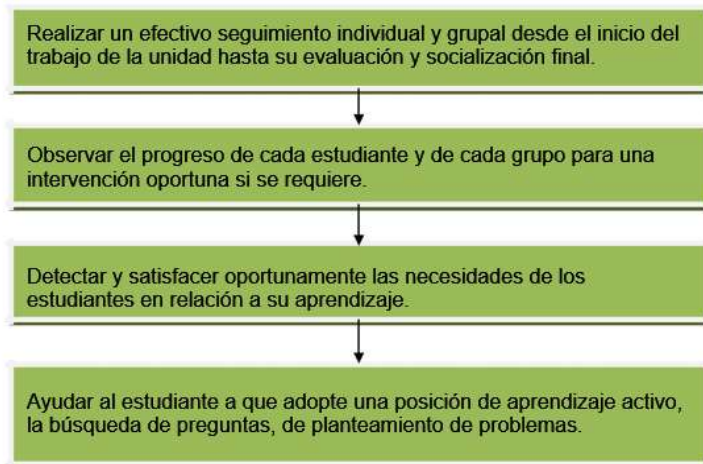 Realizar un efectivo seguimiento individual y grupal desde el inicio del
trabajo de la unidad hasta su evaluación y socialización final.
Observar el progreso de cada estudiante y de cada grupo para una
intervención oportuna si se requiere.
Detectar y satisfacer oportunamente las necesidades de los
estudiantes en relación a su aprendizaje.
Ayudar al estudiante a que adopte una posición de aprendizaje activo,
la búsqueda de preguntas, de planteamiento de problemas.